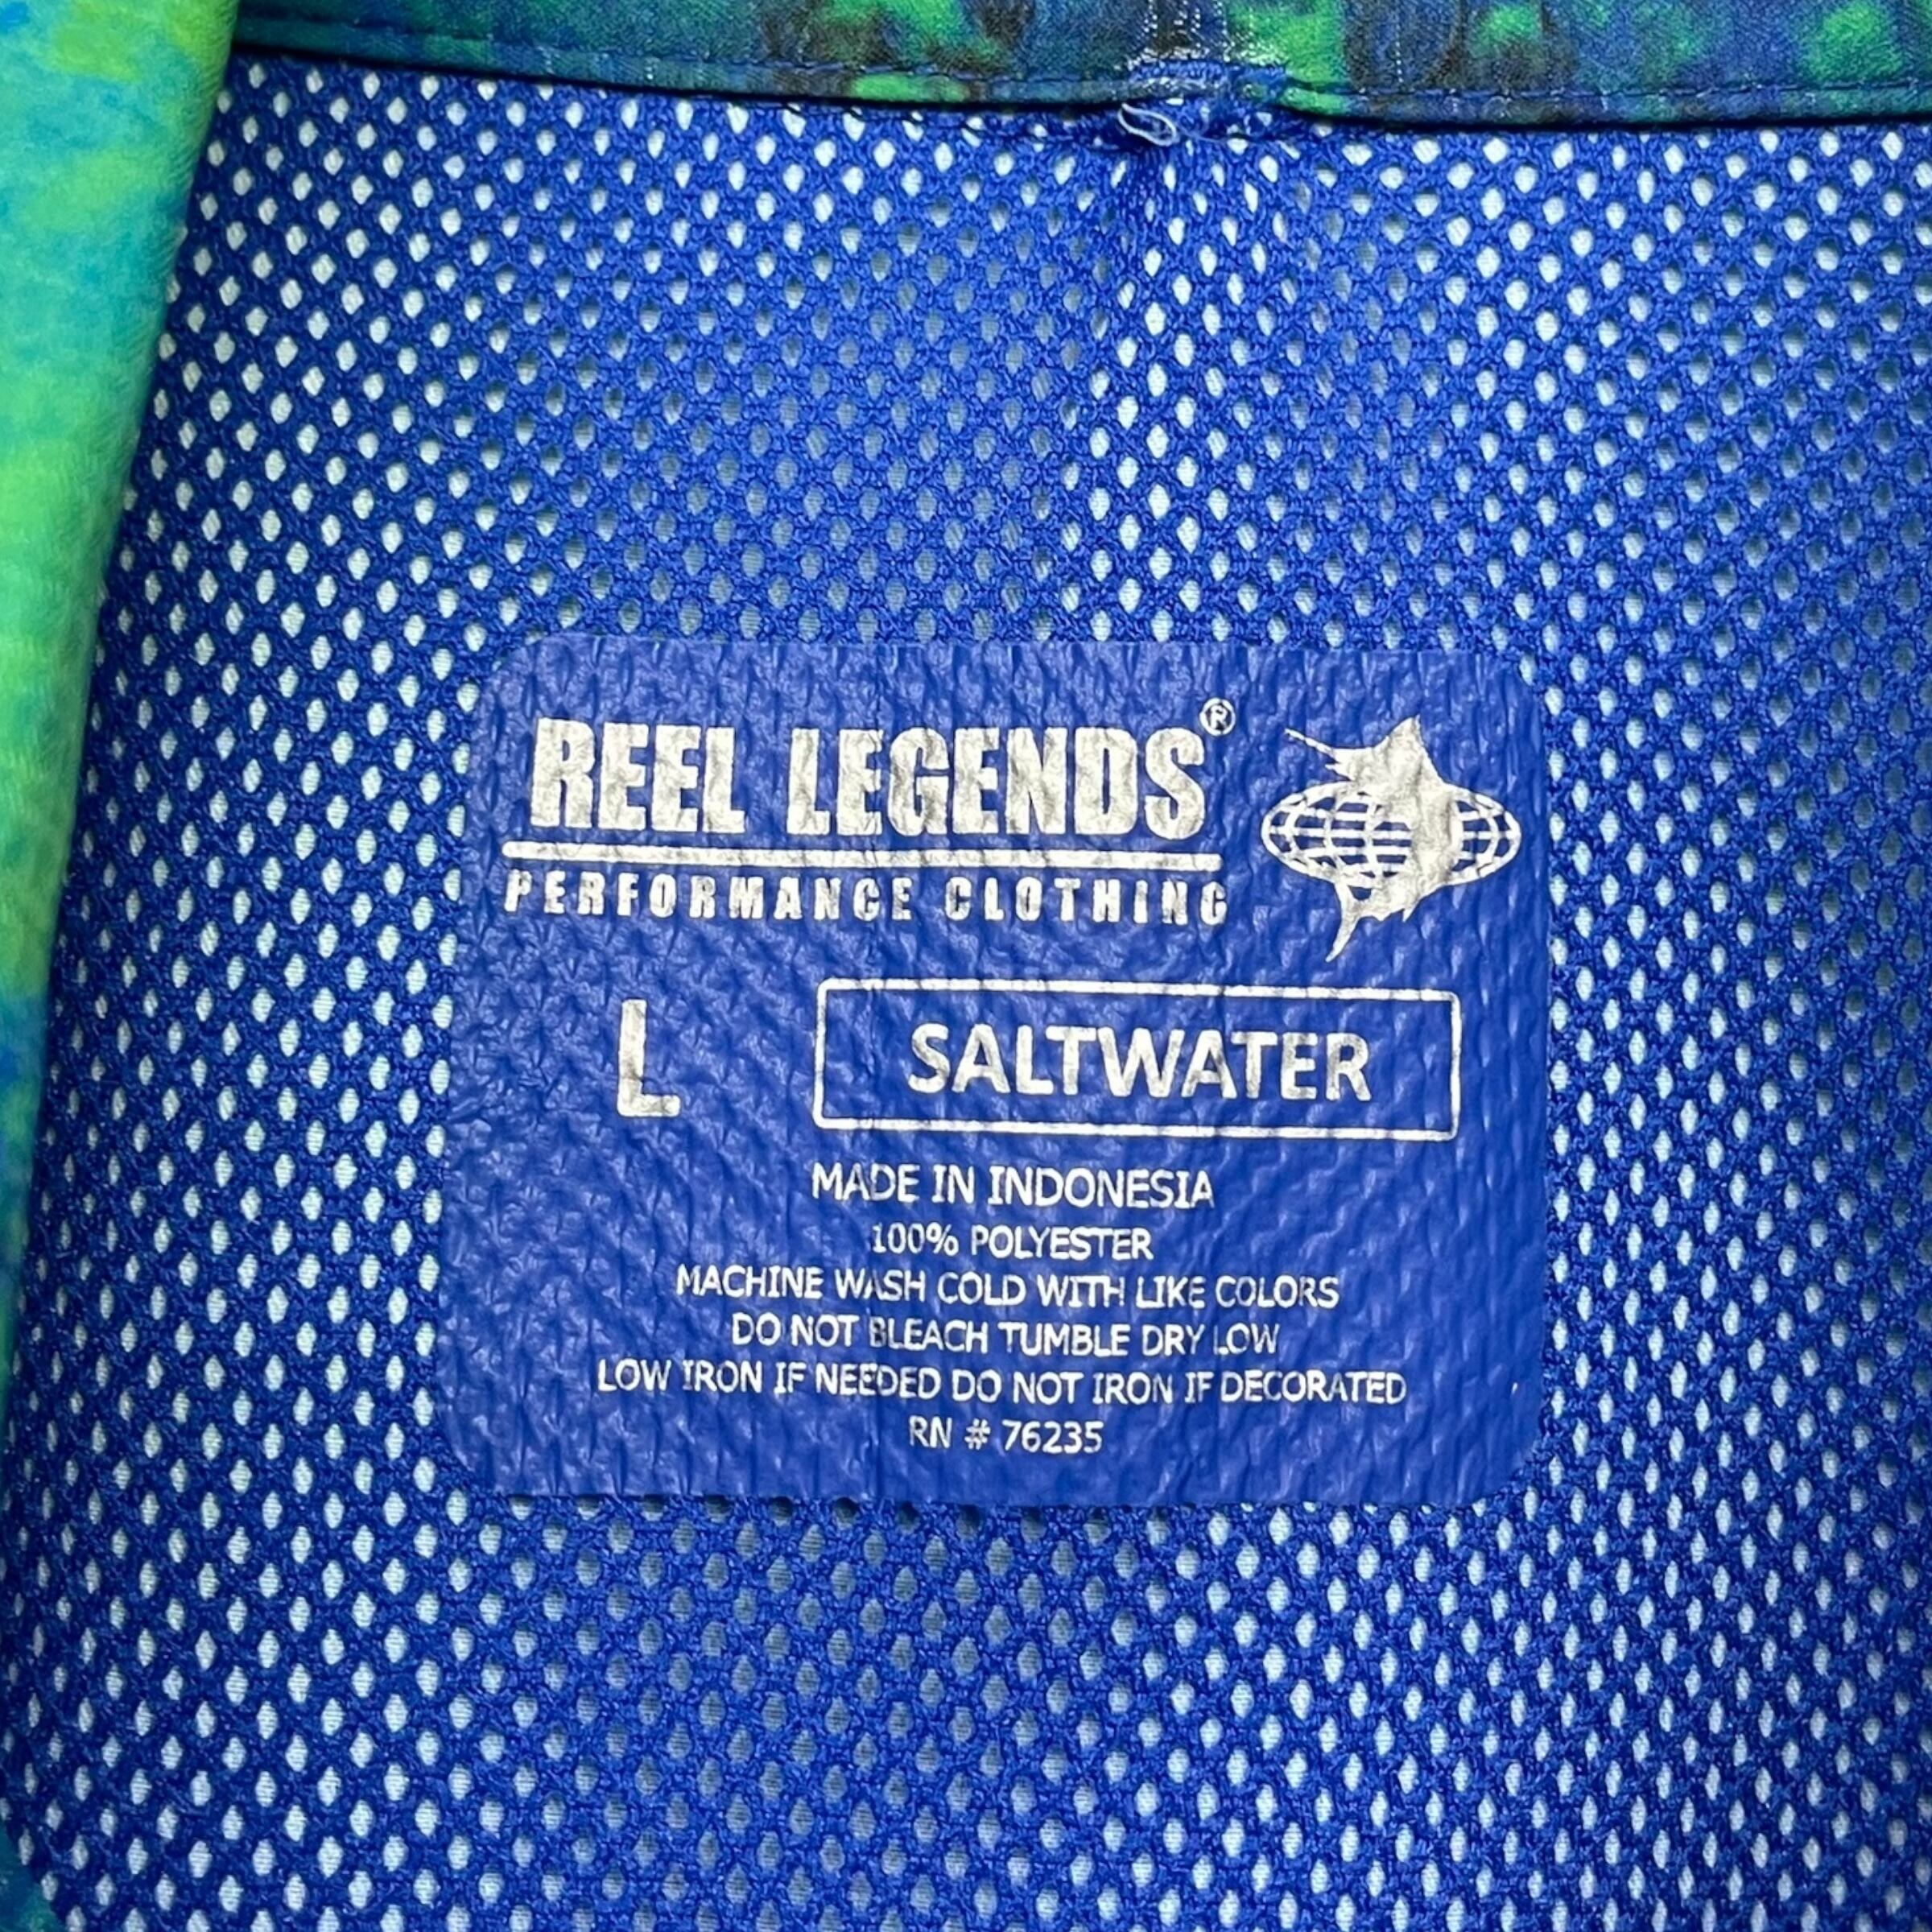 REEL LEGENDS®
PERFORMANCE CLOTHING
L
SALTWATER
MADE IN INDONESIA
100% POLYESTER
MACHINE WASH COLD WITH LIKE COLORS
DO NOT BLEACH TUMBLE DRY LOW
LOW IRON IF NEEDED DO NOT IRON IF DECORATED
RN # 76235